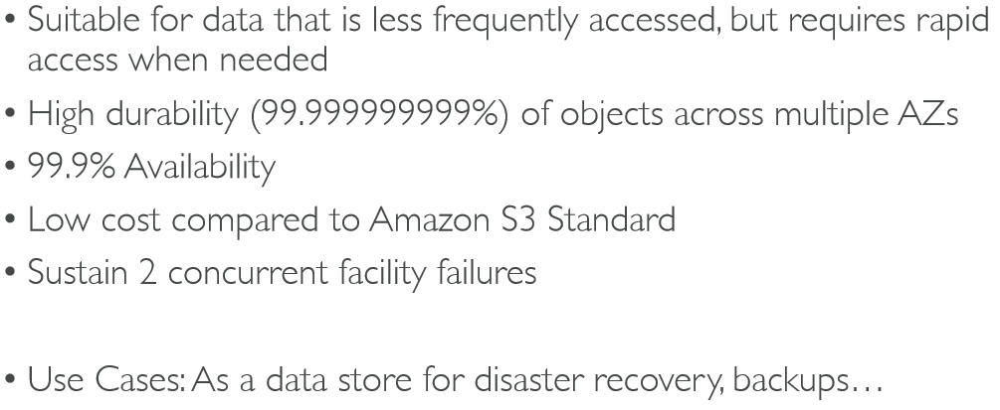 • Suitable for data that is less frequently accessed, but requires rapid
access when needed
• High durability (99.999999999%) of objects across multiple AZs
• 99.9% Availability
• Low cost compared to Amazon S3 Standard
• Sustain 2 concurrent facility failures
• Use Cases: As a data store for disaster recovery, backups…